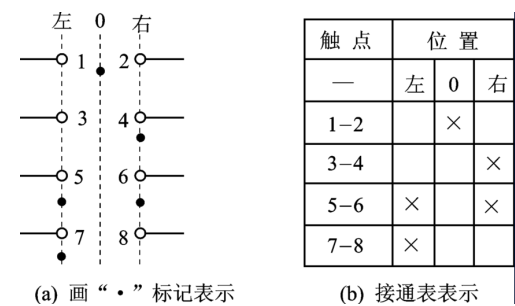 左 0 右
1 2
3 4
5 6
7 8
(a) 画“·”标记表示
触 点 位 置
— 左 0 右
1-2 ×
3-4 ×
5-6 × ×
7-8 ×
(b) 接通表表示